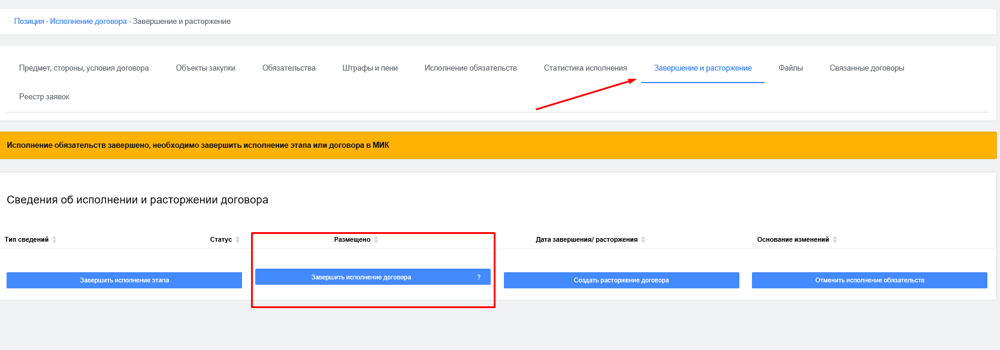 Позиция - Исполнение договора - Завершение и расторжение
Предмет, стороны, условия договора Объекты закупки Обязательства Штрафы и пени Исполнение обязательств Статистика исполнения Завершение и расторжение Файлы Связанные договоры
Реестр заявок
Исполнение обязательств завершено, необходимо завершить исполнение этапа или договора в МИК
Сведения об исполнении и расторжении договора
Тип сведений Статус Размещено Дата завершения/ расторжения Основание изменений
Завершить исполнение этапа Завершить исполнение договора ? Создать расторжение договора Отменить исполнение обязательств